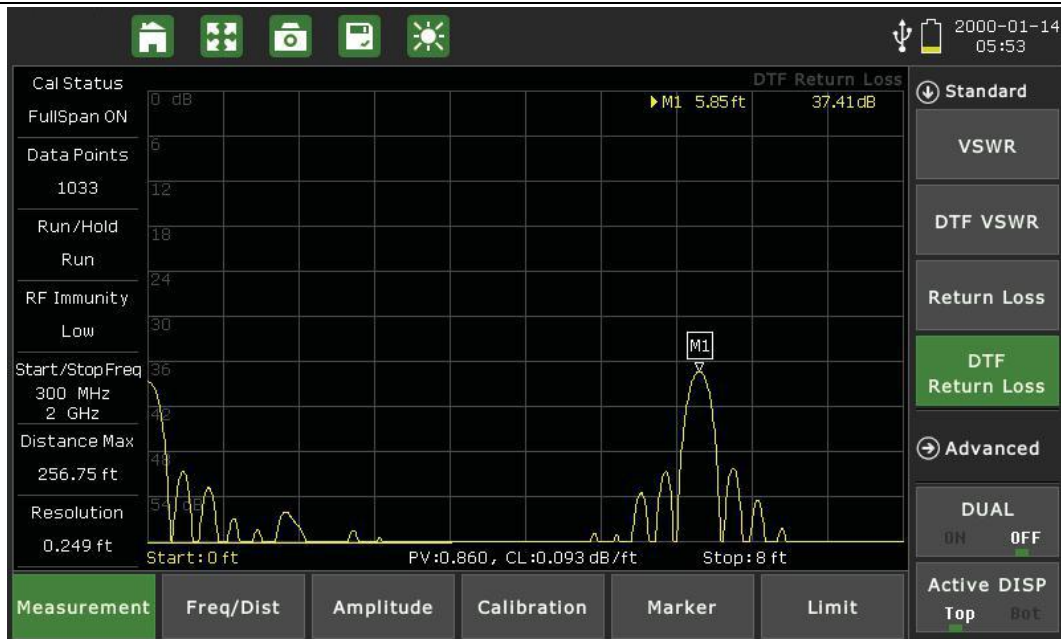 2000-01-14
05:53
Cal Status
FullSpan ON
Data Points
1033
Run/Hold
Run
RF Immunity
Low
Start/Stop Freq
300 MHz
2 GHz
Distance Max
256.75 ft
Resolution
0.249 ft
DTF Return Loss
0 dB
M1 5.85 ft 37.41 dB
6
12
18
24
30
36
42
48
54 dB
M1
Start: 0 ft
PV:0.860, CL:0.093 dB/ft
Stop: 8 ft
Standard
VSWR
DTF VSWR
Return Loss
DTF
Return Loss
Advanced
DUAL
ON OFF
Active DISP
Top Bot
Measurement
Freq/Dist
Amplitude
Calibration
Marker
Limit